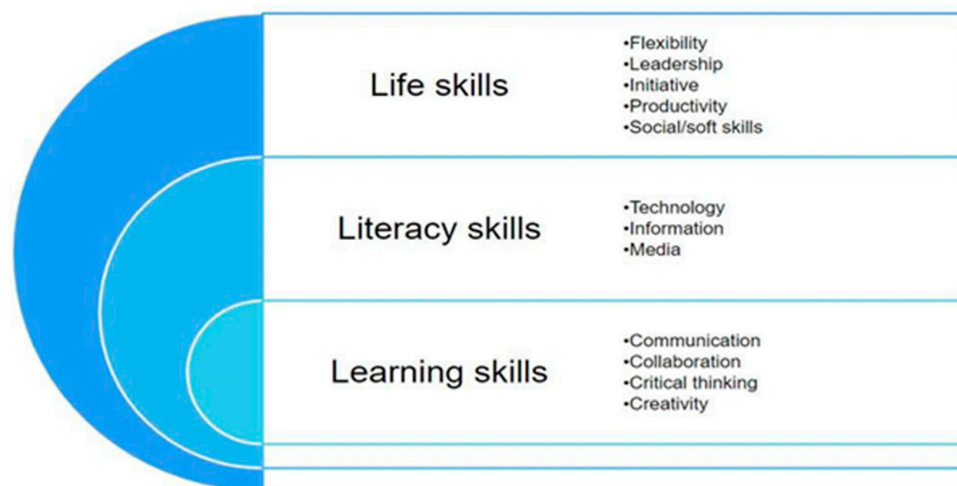 Life skills
•Flexibility
•Leadership
•Initiative
•Productivity
•Social/soft skills
Literacy skills
•Technology
•Information
•Media
Learning skills
•Communication
•Collaboration
•Critical thinking
•Creativity